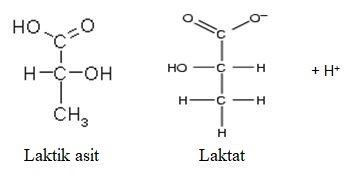 HO O
C
H-C-OH
CH3
Laktik asit
O O-
C
HO C H
H C H
H
Laktat
+ H+